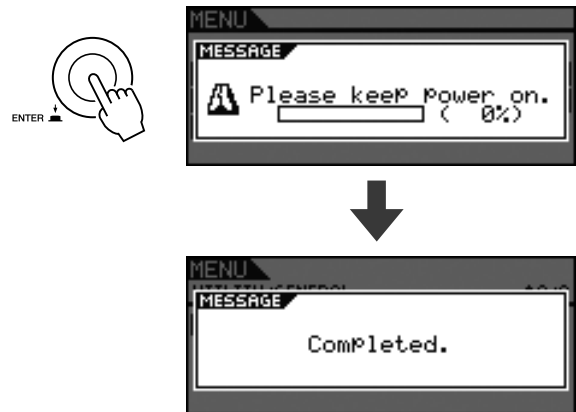 MENU
MESSAGE
Please keep power on.
( 0%)
ENTER
MENU
MESSAGE
Completed.